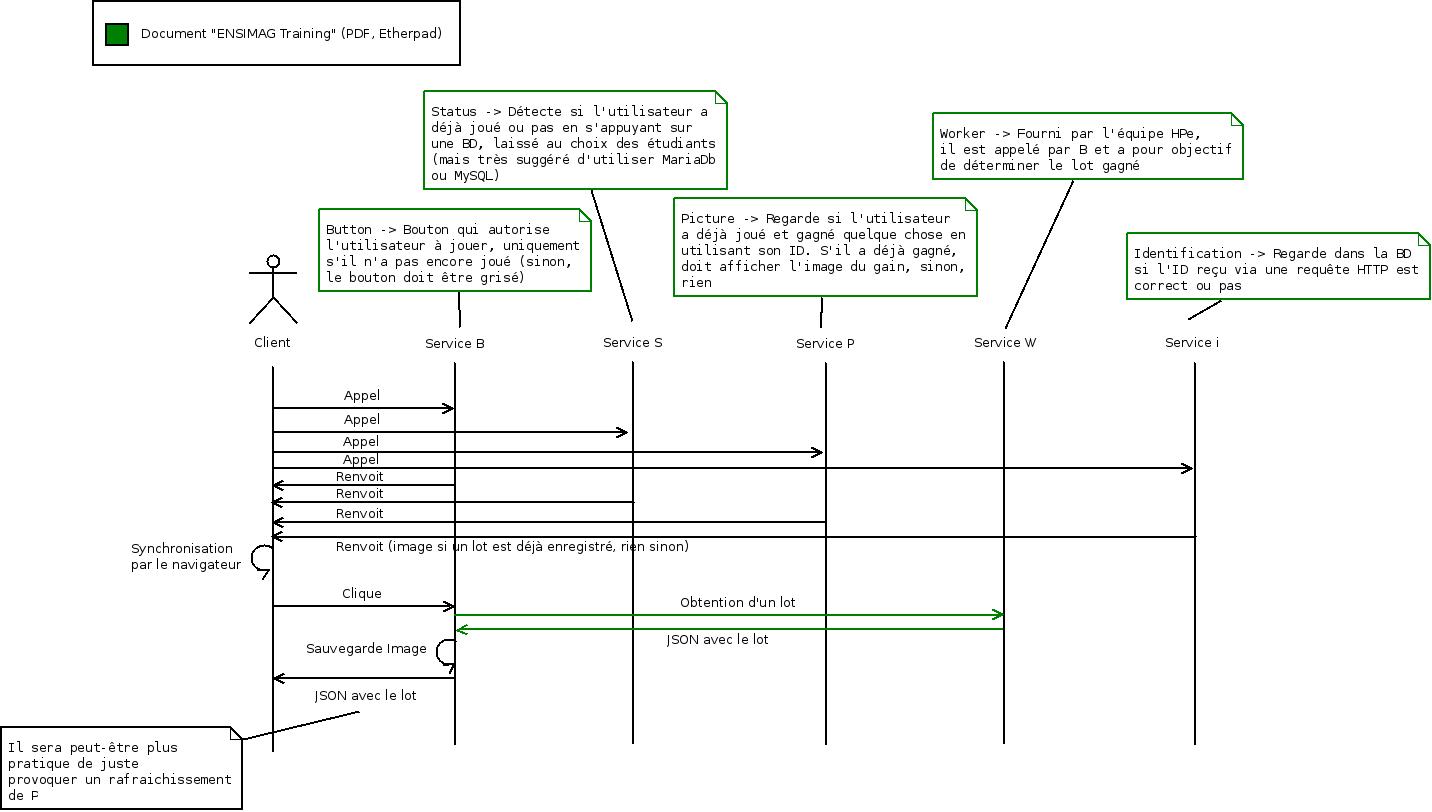 Document "ENSIMAG Training" (PDF, Etherpad)
Status -> Détecte si l'utilisateur a
déjà joué ou pas en s'appuyant sur
une BD, laissé au choix des étudiants
(mais très suggéré d'utiliser MariaDb
ou MySQL)
Worker -> Fourni par l'équipe HPe,
il est appelé par B et a pour objectif
de déterminer le lot gagné
Button -> Bouton qui autorise
l'utilisateur à jouer, uniquement
s'il n'a pas encore joué (sinon,
le bouton doit être grisé)
Picture -> Regarde si l'utilisateur
a déjà joué et gagné quelque chose en
utilisant son ID. S'il a déjà gagné,
doit afficher l'image du gain, sinon,
rien
Identification -> Regarde dans la BD
si l'ID reçu via une requête HTTP est
correct ou pas
Client
Service B
Service S
Service P
Service W
Service i
Appel
Appel
Appel
Appel
Renvoit
Renvoit
Renvoit
Renvoit (image si un lot est déjà enregistré, rien sinon)
Synchronisation
par le navigateur
Clique
Obtention d'un lot
JSON avec le lot
Sauvegarde Image
JSON avec le lot
Il sera peut-être plus
pratique de juste
provoquer un rafraichissement
de P